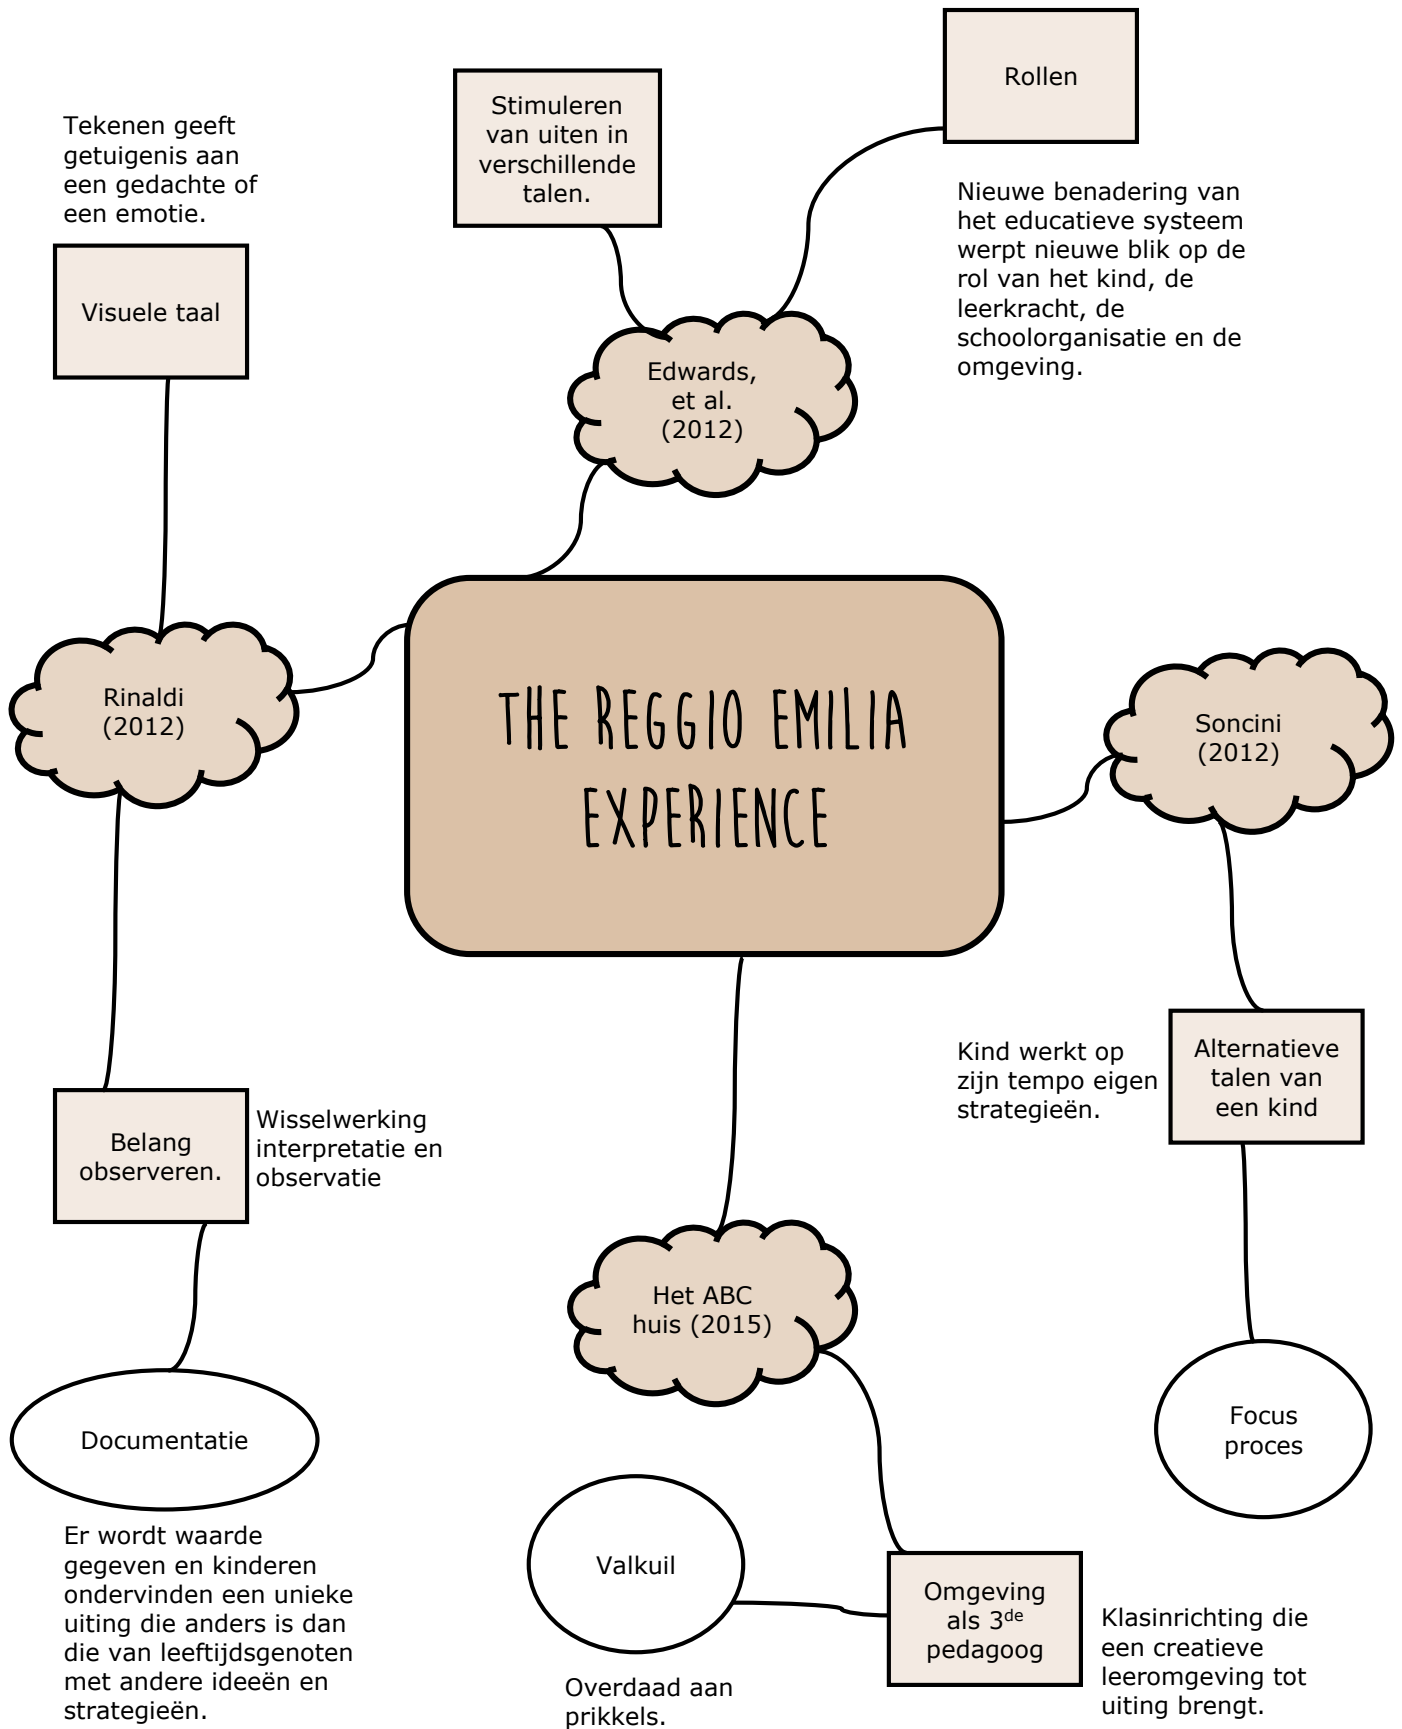 Rollen
Stimuleren
van uiten in
verschillende
talen.
Tekenen geeft
getuigenis aan
een gedachte of
een emotie.
Nieuwe benadering van
het educatieve systeem
werpt nieuwe blik op de
rol van het kind, de
leerkracht, de
schoolorganisatie en de
omgeving.
Visuele taal
Edwards,
et al.
(2012)
Rinaldi
(2012)
THE REGGIO EMILIA
EXPERIENCE
Soncini
(2012)
Kind werkt op
zijn tempo eigen
strategieën.
Alternatieve
talen van
een kind
Belang
observeren.
Wisselwerking
interpretatie en
observatie
Het ABC
huis (2015)
Focus
proces
Documentatie
Er wordt waarde
gegeven en kinderen
ondervinden een unieke
uiting die anders is dan
die van leeftijdsgenoten
met andere ideeën en
strategieën.
Valkuil
Overdaad aan
prikkels.
Omgeving
als 3de
pedagoog
Klasinrichting die
een creatieve
leeromgeving tot
uiting brengt.